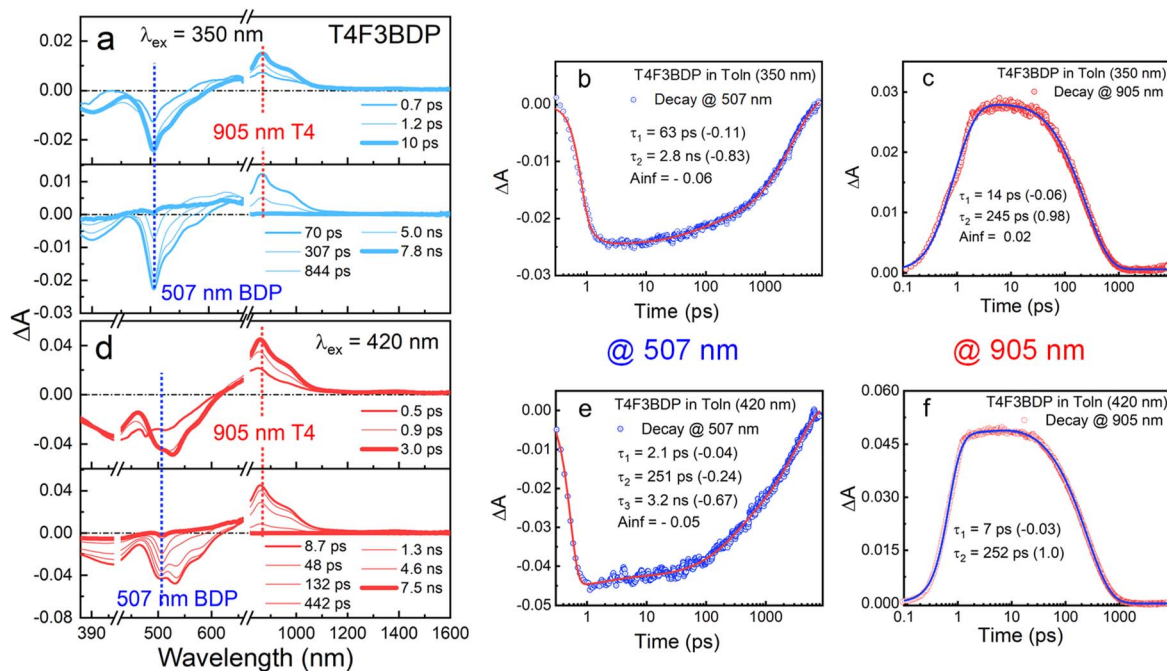 a
λex = 350 nm
T4F3BDP
0.02
0.00
-0.02
905 nm T4
0.7 ps
1.2 ps
10 ps
0.01
0.00
-0.01
0.02
0.03
70 ps
307 ps
844 ps
5.0 ns
7.8 ns
507 nm BDP
ΔA
d
λex = 420 nm
0.04
0.00
-0.04
905 nm T4
0.5 ps
0.9 ps
3.0 ps
0.04
0.00
-0.04
-0.08
8.7 ps
48 ps
132 ps
442 ps
1.3 ns
4.6 ns
7.5 ns
507 nm BDP
390
500
600
1000
1200
1400
1600
Wavelength (nm)
b
T4F3BDP in Toln (350 nm)
Decay @ 507 nm
τ1 = 63 ps (-0.11)
τ2 = 2.8 ns (-0.83)
Ainf = - 0.06
0.00
-0.01
-0.02
-0.03
ΔA
1
10
100
1000
Time (ps)
c
T4F3BDP in Toln (350 nm)
Decay @ 905 nm
τ1 = 14 ps (-0.06)
τ2 = 245 ps (0.98)
Ainf = 0.02
0.03
0.02
0.01
0.00
ΔA
0.1
1
10
100
1000
Time (ps)
@ 507 nm
@ 905 nm
e
T4F3BDP in Toln (420 nm)
Decay @ 507 nm
τ1 = 2.1 ps (-0.04)
τ2 = 251 ps (-0.24)
τ3 = 3.2 ns (-0.67)
Ainf = - 0.05
0.00
-0.01
-0.02
-0.03
-0.04
-0.05
ΔA
1
10
100
1000
Time (ps)
f
T4F3BDP in Toln (420 nm)
Decay @ 905 nm
τ1 = 7 ps (-0.03)
τ2 = 252 ps (1.0)
0.060
0.045
0.030
0.015
0.000
ΔA
0.1
1
10
100
1000
Time (ps)